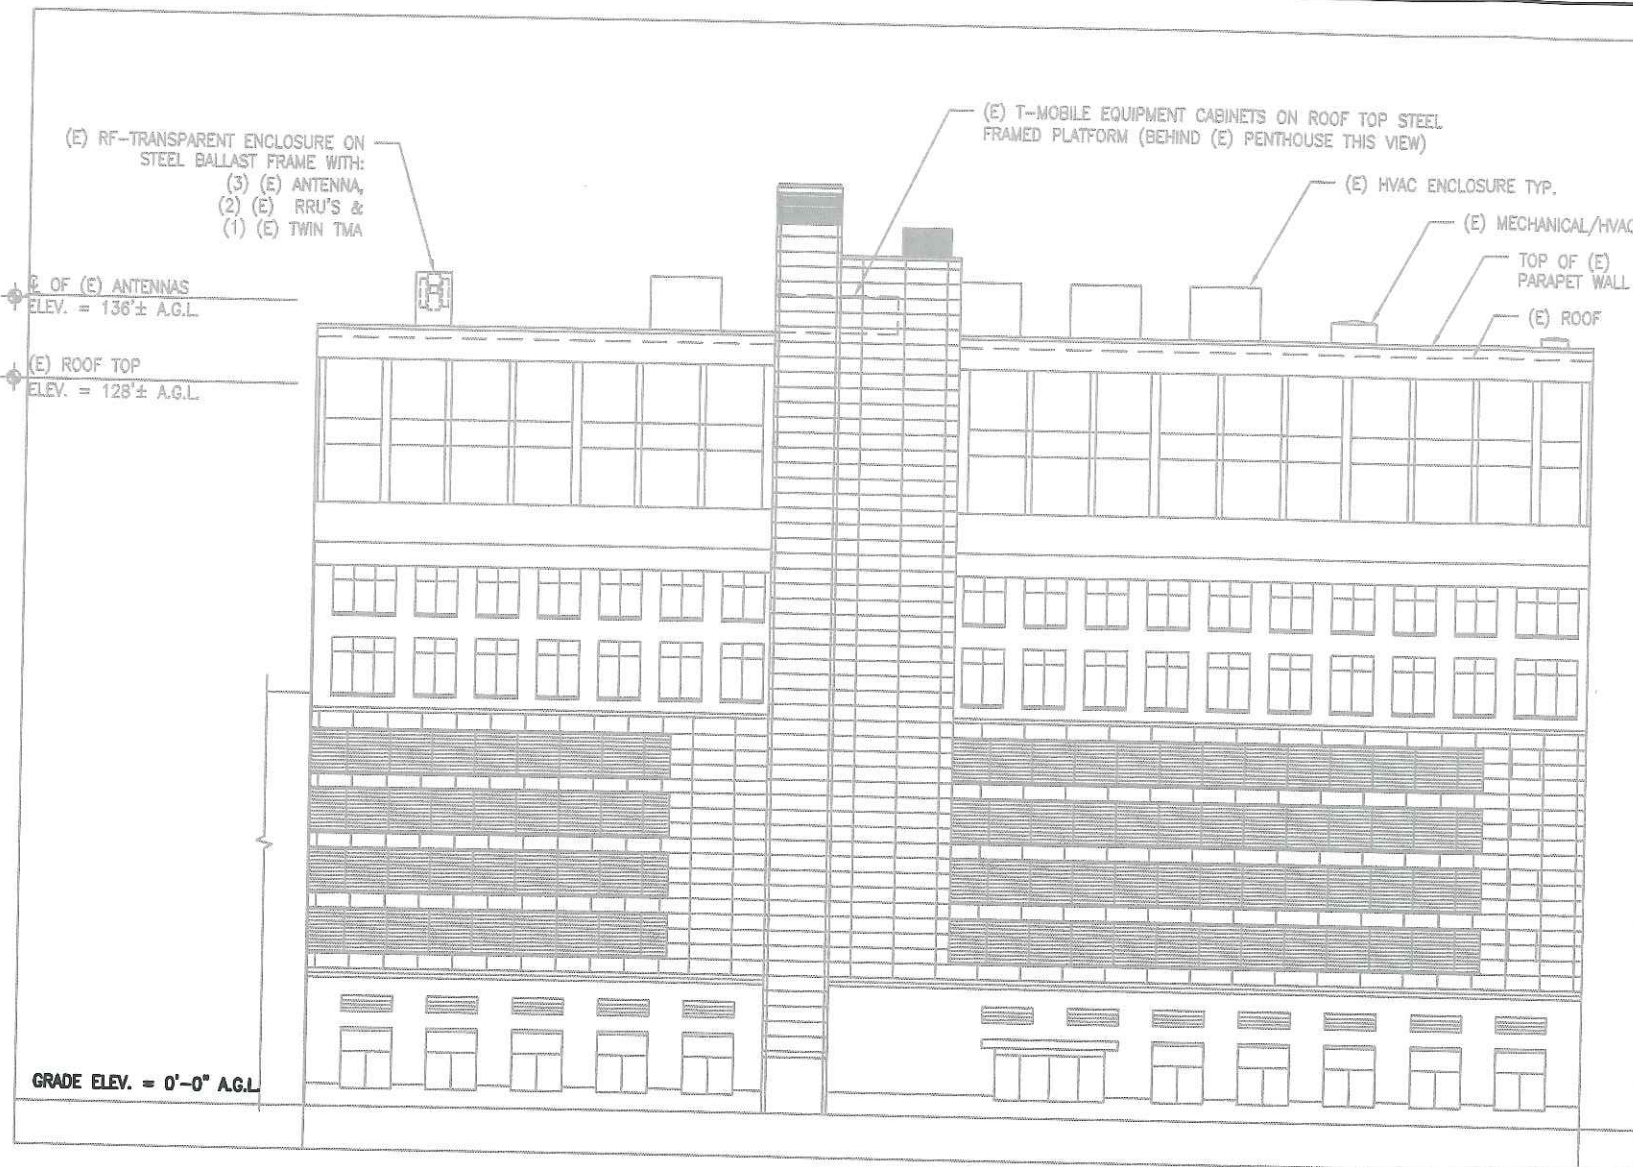 (E) RF-TRANSPARENT ENCLOSURE ON
STEEL BALLAST FRAME WITH:
(3) (E) ANTENNA,
(2) (E) RRU'S &
(1) (E) TWIN TMA
(E) T-MOBILE EQUIPMENT CABINETS ON ROOF TOP STEEL
FRAMED PLATFORM (BEHIND (E) PENTHOUSE THIS VIEW)
(E) HVAC ENCLOSURE TYP.
(E) MECHANICAL/HVAC
TOP OF (E)
PARAPET WALL
(E) ROOF
℄ OF (E) ANTENNAS
ELEV. = 136'± A.G.L.
(E) ROOF TOP
ELEV. = 128'± A.G.L.
GRADE ELEV. = 0'-0" A.G.L